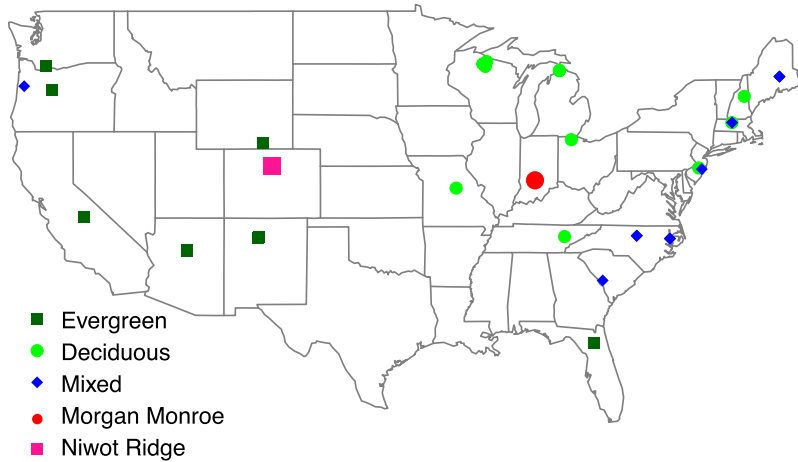 Evergreen
Deciduous
Mixed
Morgan Monroe
Niwot Ridge